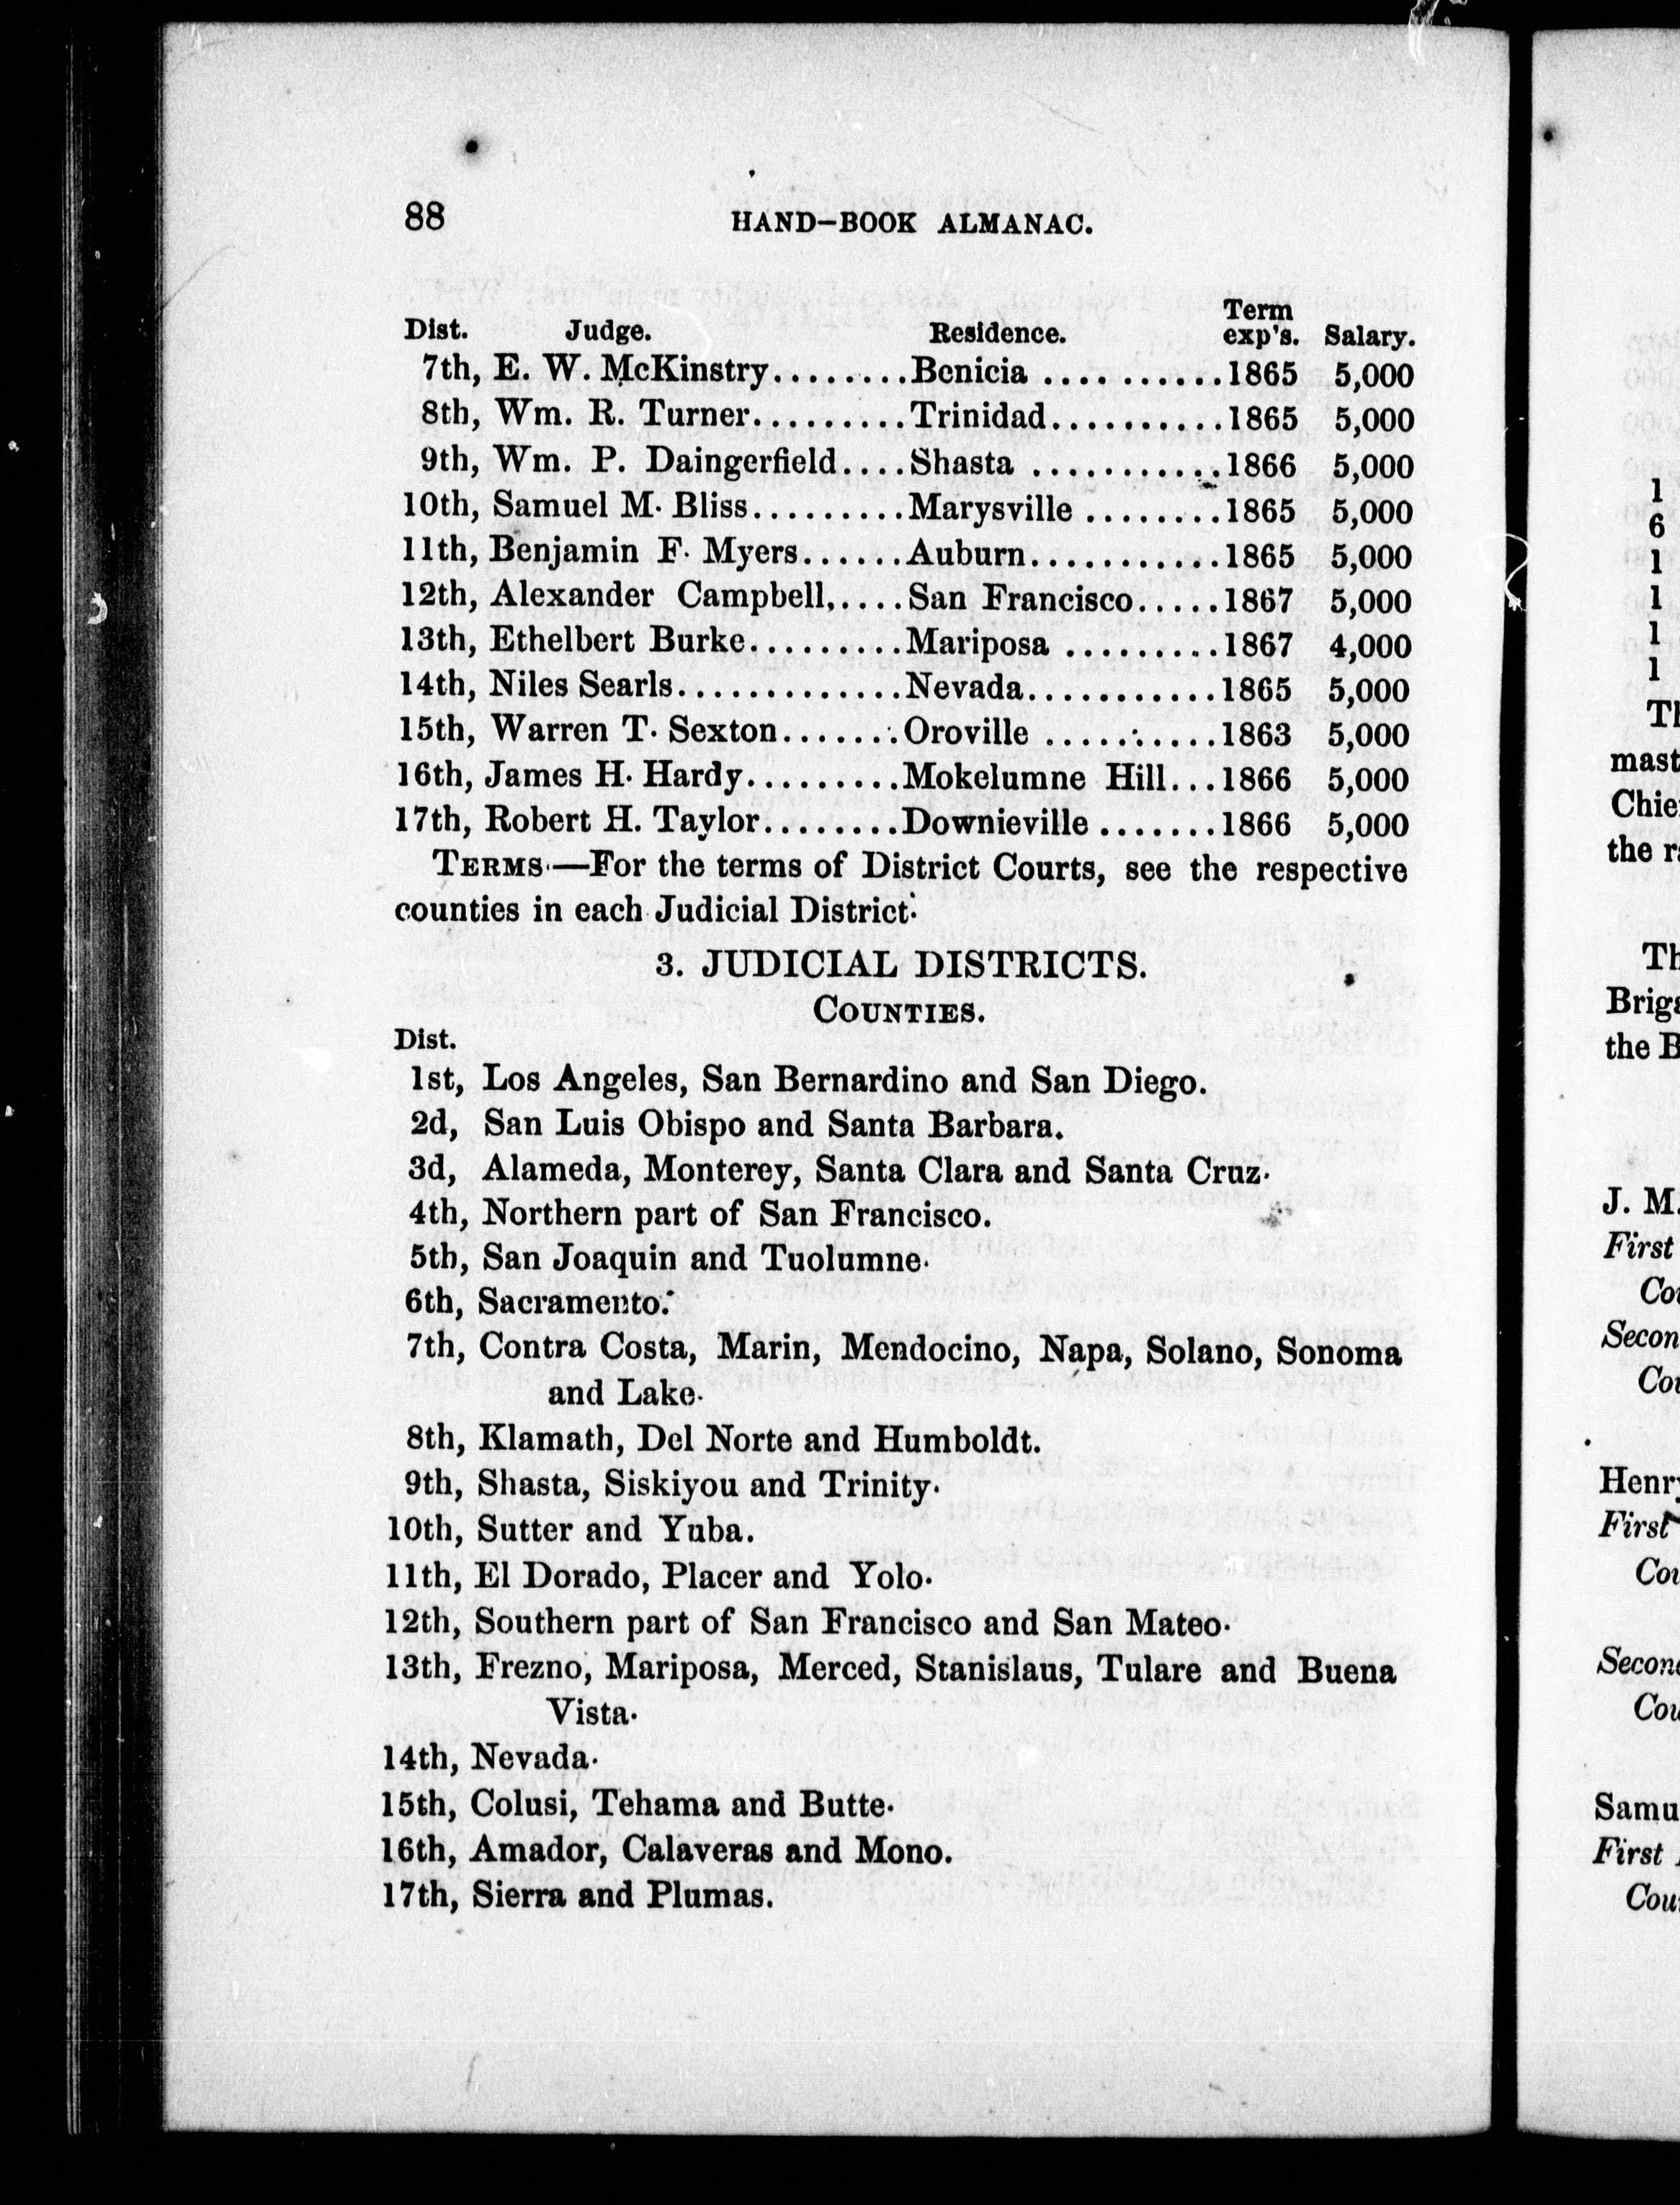 88 HAND-BOOK ALMANAC.
Term
Dist. Judge. Residence. exp's. Salary.
7th, E. W. McKinstry........Benicia ..........1865 5,000
8th, Wm. R. Turner.........Trinidad..........1865 5,000
9th, Wm. P. Daingerfield....Shasta ...........1866 5,000
10th, Samuel M. Bliss.........Marysville ........1865 5,000
11th, Benjamin F. Myers......Auburn...........1865 5,000
12th, Alexander Campbell,....San Francisco.....1867 5,000
13th, Ethelbert Burke.........Mariposa .........1867 4,000
14th, Niles Searls.............Nevada...........1865 5,000
15th, Warren T. Sexton.......Oroville ..........1863 5,000
16th, James H. Hardy.........Mokelumne Hill...1866 5,000
17th, Robert H. Taylor........Downieville .......1866 5,000
TERMS.—For the terms of District Courts, see the respective
counties in each Judicial District.
3. JUDICIAL DISTRICTS.
COUNTIES.
Dist.
1st, Los Angeles, San Bernardino and San Diego.
2d, San Luis Obispo and Santa Barbara.
3d, Alameda, Monterey, Santa Clara and Santa Cruz.
4th, Northern part of San Francisco.
5th, San Joaquin and Tuolumne.
6th, Sacramento.
7th, Contra Costa, Marin, Mendocino, Napa, Solano, Sonoma
and Lake.
8th, Klamath, Del Norte and Humboldt.
9th, Shasta, Siskiyou and Trinity.
10th, Sutter and Yuba.
11th, El Dorado, Placer and Yolo.
12th, Southern part of San Francisco and San Mateo.
13th, Frezno, Mariposa, Merced, Stanislaus, Tulare and Buena
Vista.
14th, Nevada.
15th, Colusi, Tehama and Butte.
16th, Amador, Calaveras and Mono.
17th, Sierra and Plumas.
1
6
1
1
1
1
the
the B
J. M.
First
First
First